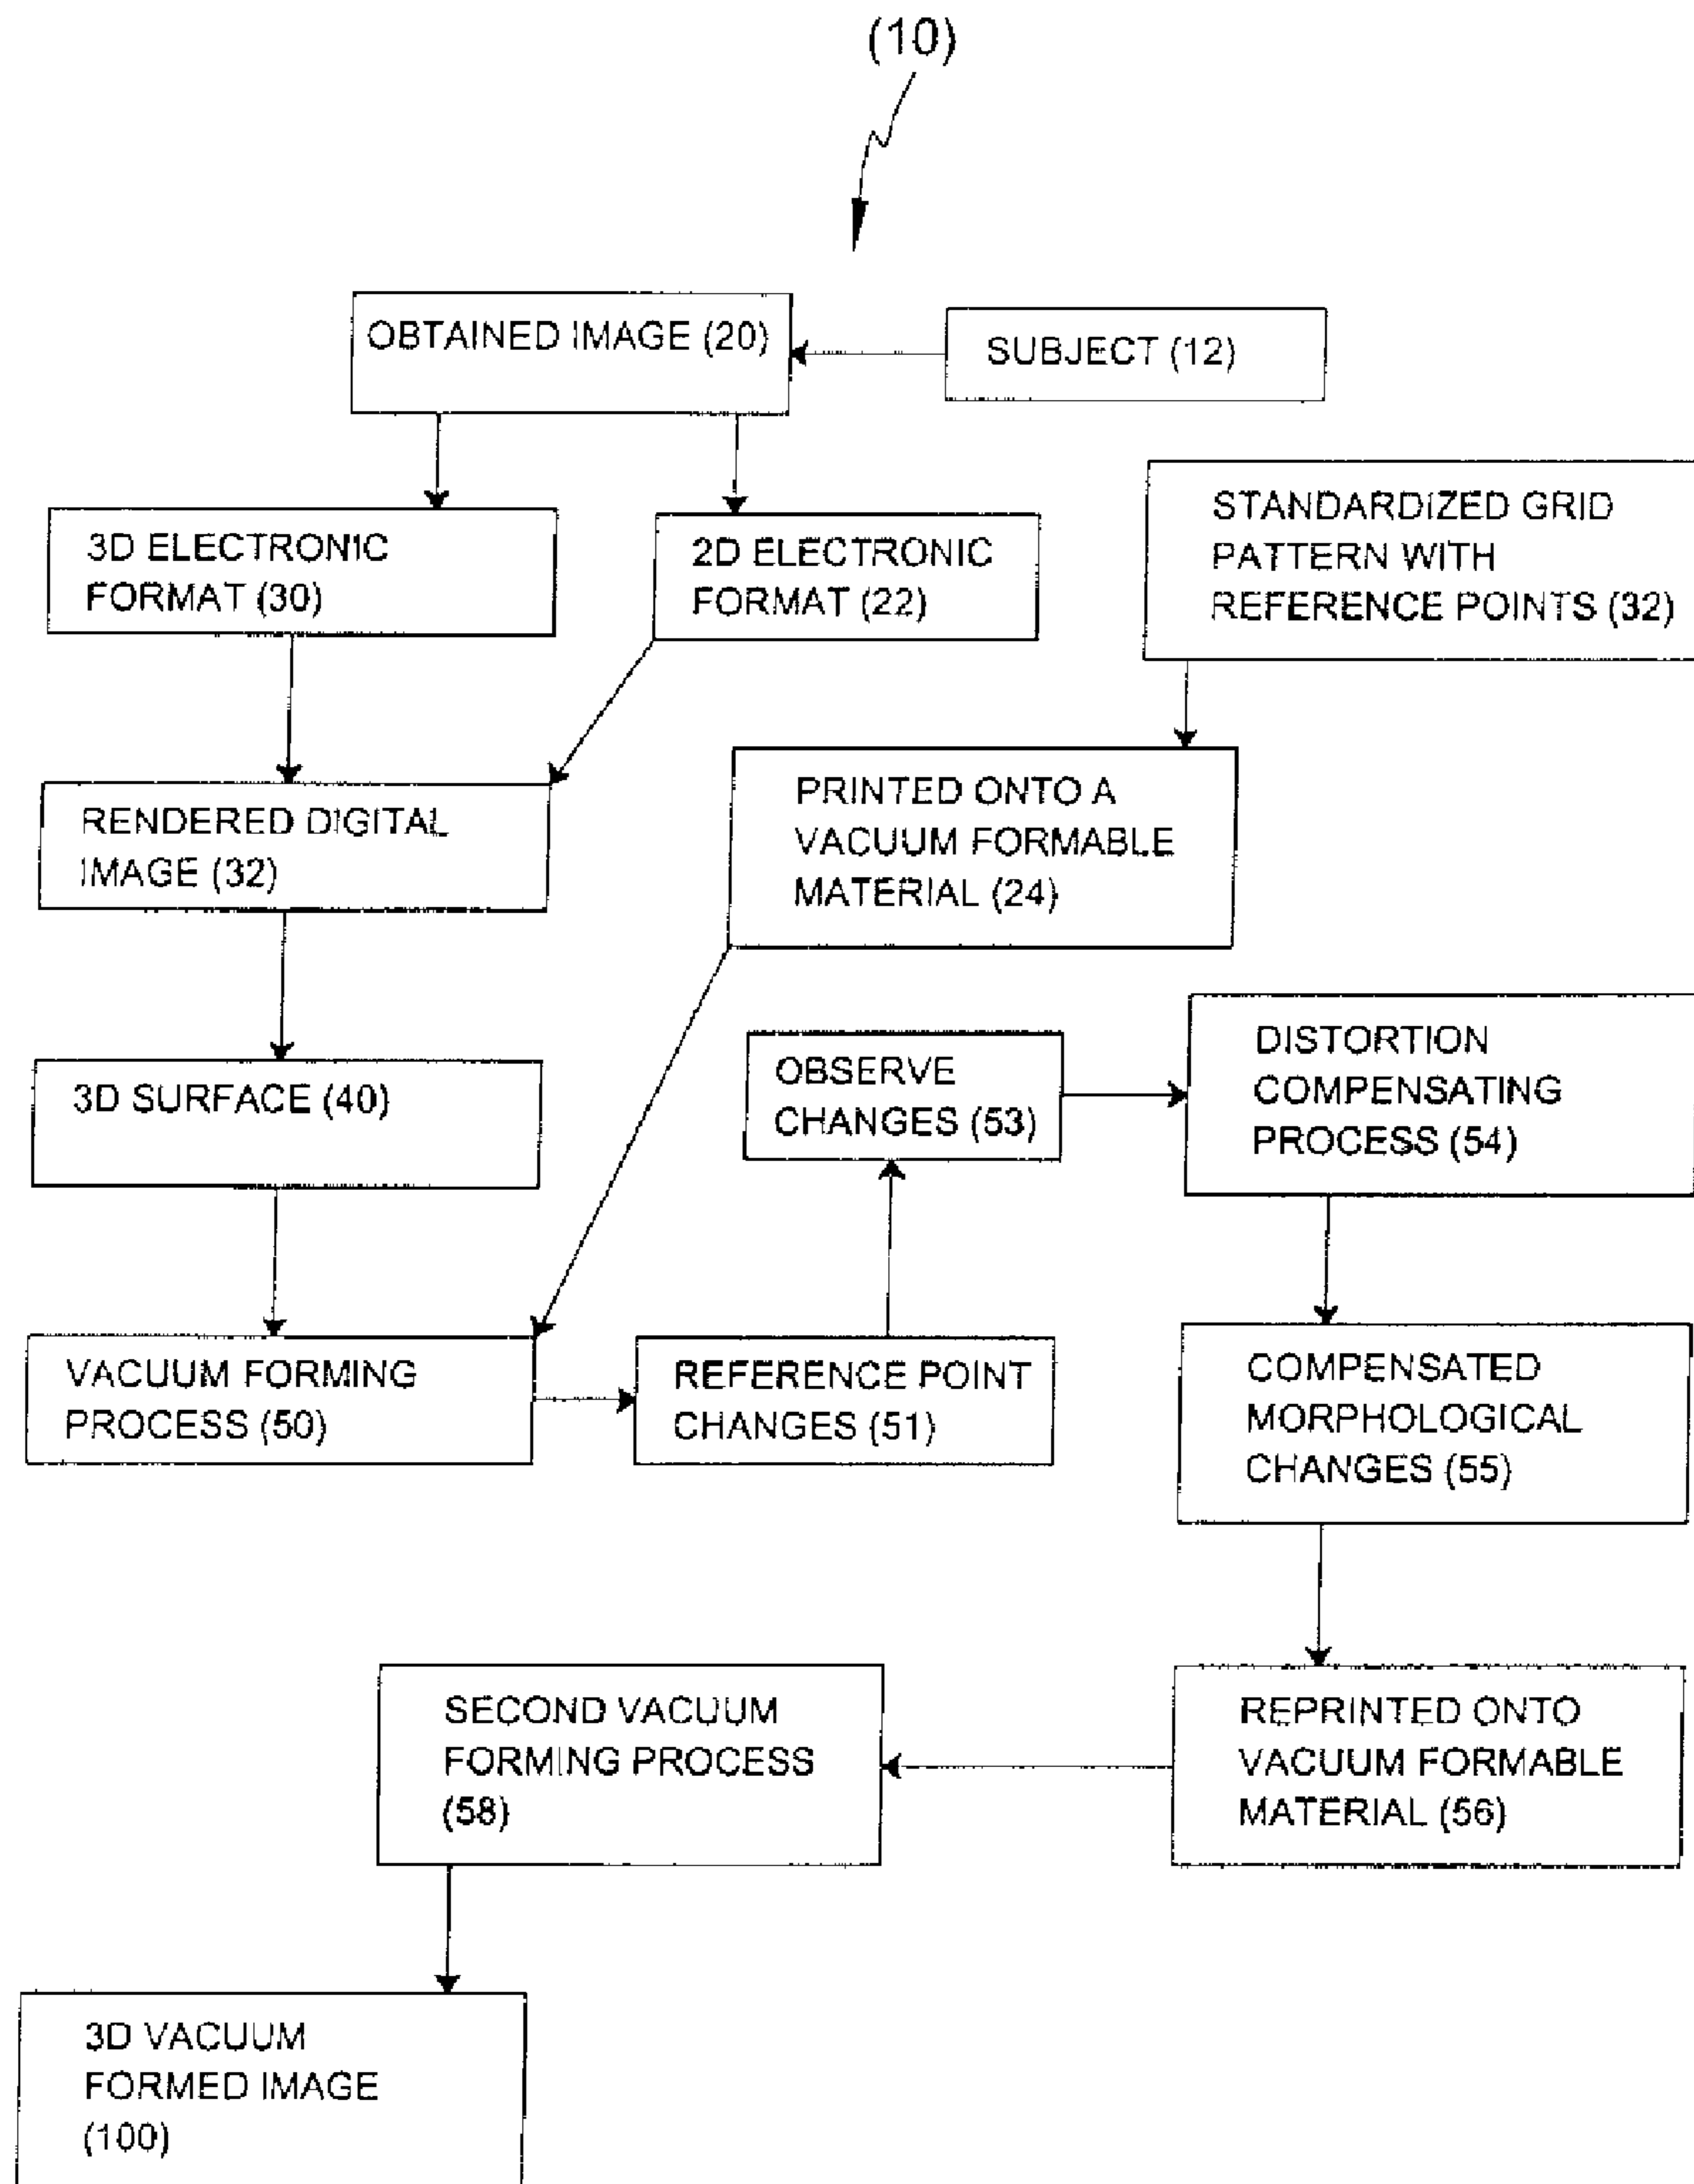 (10)
OBTAINED IMAGE (20)
SUBJECT (12)
3D ELECTRONIC
FORMAT (30)
2D ELECTRONIC
FORMAT (22)
STANDARDIZED GRID
PATTERN WITH
REFERENCE POINTS (32)
RENDERED DIGITAL
IMAGE (32)
PRINTED ONTO A
VACUUM FORMABLE
MATERIAL (24)
3D SURFACE (40)
OBSERVE
CHANGES (53)
DISTORTION
COMPENSATING
PROCESS (54)
VACUUM FORMING
PROCESS (50)
REFERENCE POINT
CHANGES (51)
COMPENSATED
MORPHOLOGICAL
CHANGES (55)
SECOND VACUUM
FORMING PROCESS
(58)
REPRINTED ONTO
VACUUM FORMABLE
MATERIAL (56)
3D VACUUM
FORMED IMAGE
(100)